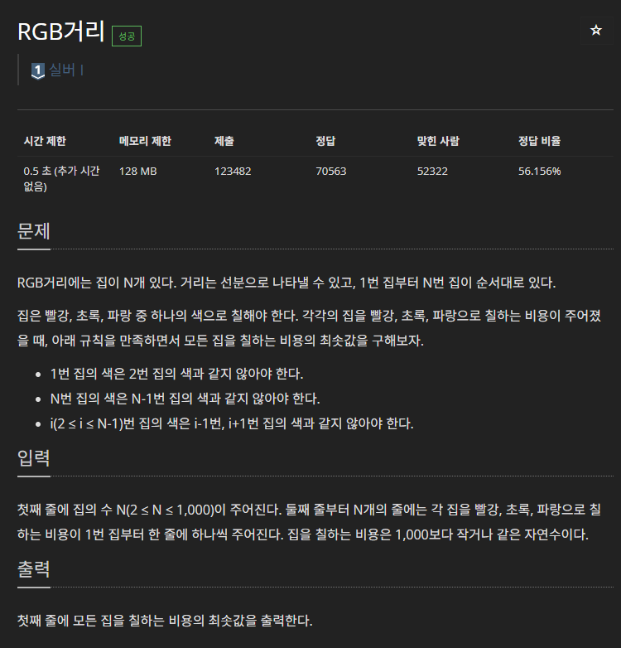 RGB거리 성공
1 실버 I
시간 제한 메모리 제한 제출 정답 맞힌 사람 정답 비율
0.5 초 (추가 시간 128 MB 123482 70563 52322 56.156%
없음)
문제
RGB거리에는 집이 N개 있다. 거리는 선분으로 나타낼 수 있고, 1번 집부터 N번 집이 순서대로 있다.
집은 빨강, 초록, 파랑 중 하나의 색으로 칠해야 한다. 각각의 집을 빨강, 초록, 파랑으로 칠하는 비용이 주어졌
을 때, 아래 규칙을 만족하면서 모든 집을 칠하는 비용의 최솟값을 구해보자.
• 1번 집의 색은 2번 집의 색과 같지 않아야 한다.
• N번 집의 색은 N-1번 집의 색과 같지 않아야 한다.
• i(2 ≤ i ≤ N-1)번 집의 색은 i-1번, i+1번 집의 색과 같지 않아야 한다.
입력
첫째 줄에 집의 수 N(2 ≤ N ≤ 1,000)이 주어진다. 둘째 줄부터 N개의 줄에는 각 집을 빨강, 초록, 파랑으로 칠
하는 비용이 1번 집부터 한 줄에 하나씩 주어진다. 집을 칠하는 비용은 1,000보다 작거나 같은 자연수이다.
출력
첫째 줄에 모든 집을 칠하는 비용의 최솟값을 출력한다.